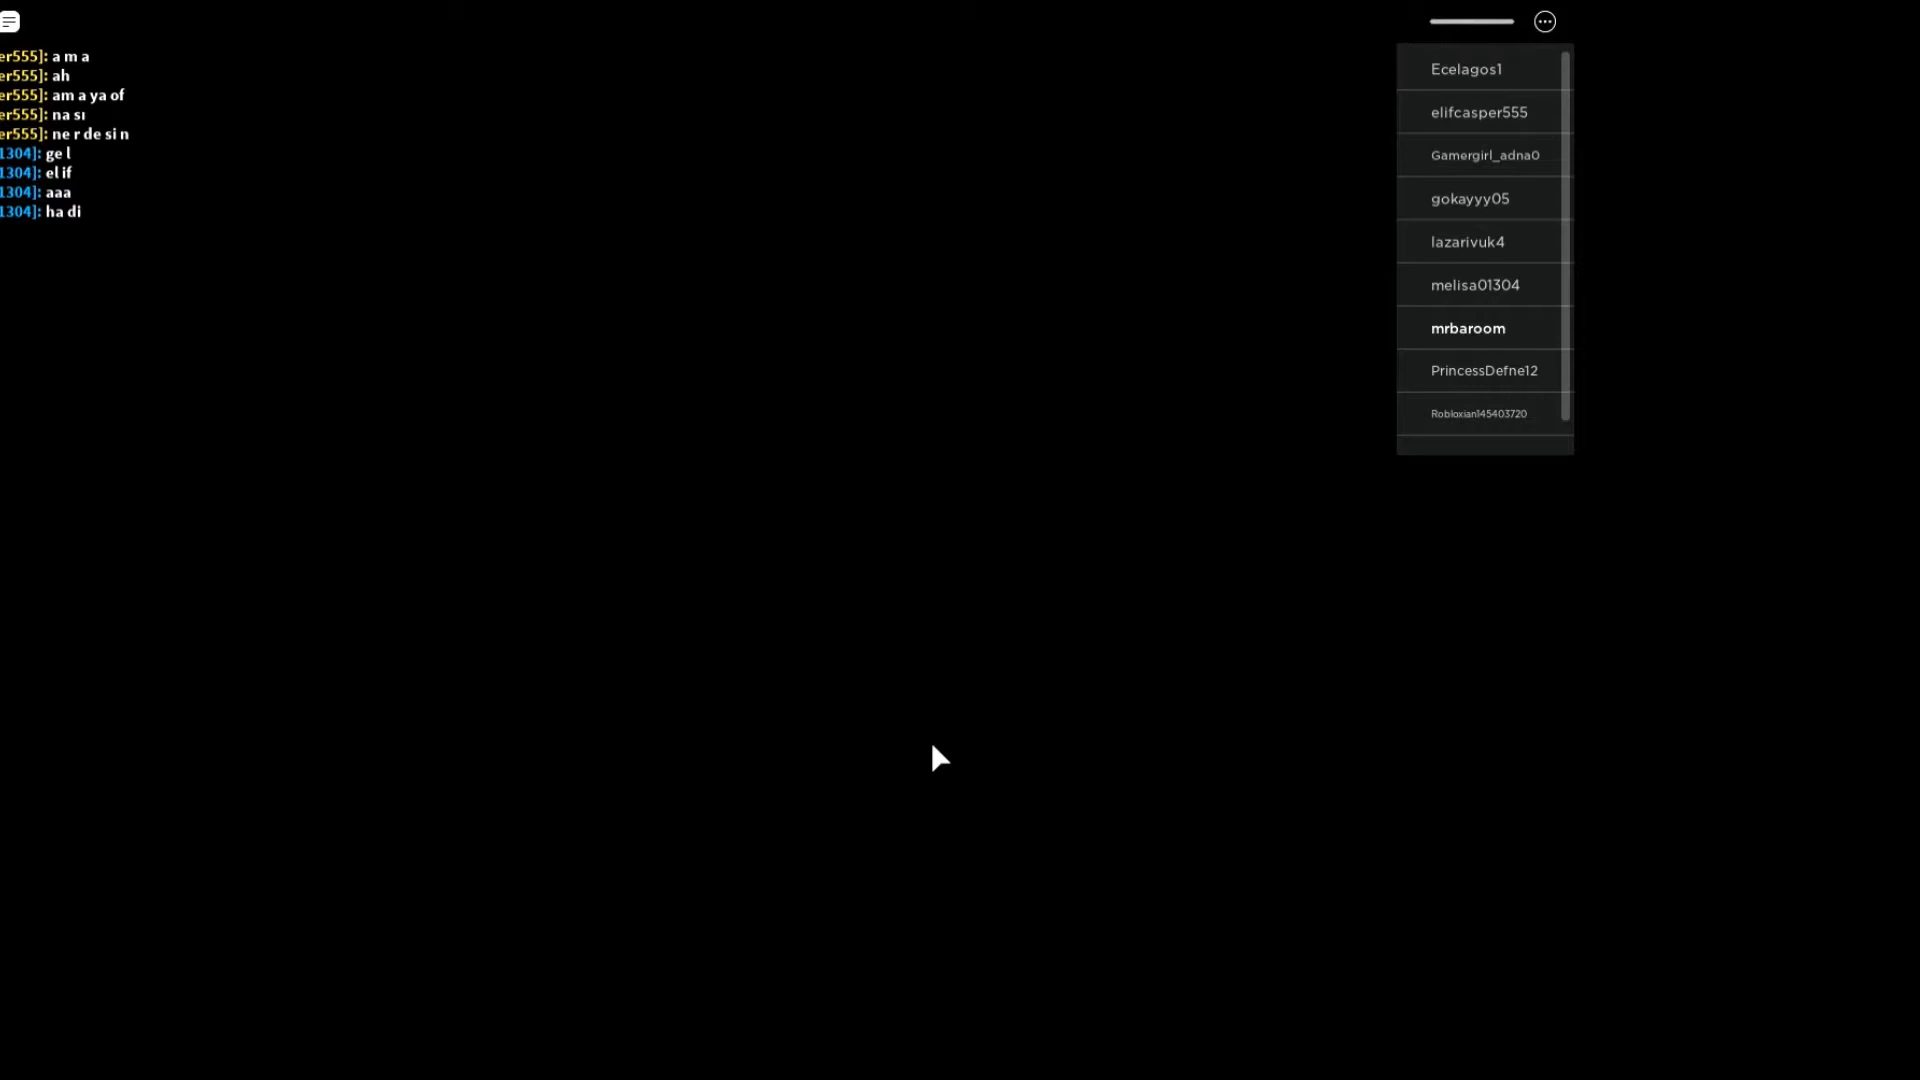 er555]: a m a
er555]: ah
er555]: am a ya of
er555]: na sı
er555]: ne r de si n
1304]: ge l
1304]: el if
1304]: aaa
1304]: ha di
Ecelagos1
elifcasper555
Gamergirl_adna0
gokayyy05
lazarivuk4
melisa01304
mrbaroom
PrincessDefne12
Robloxian145403720